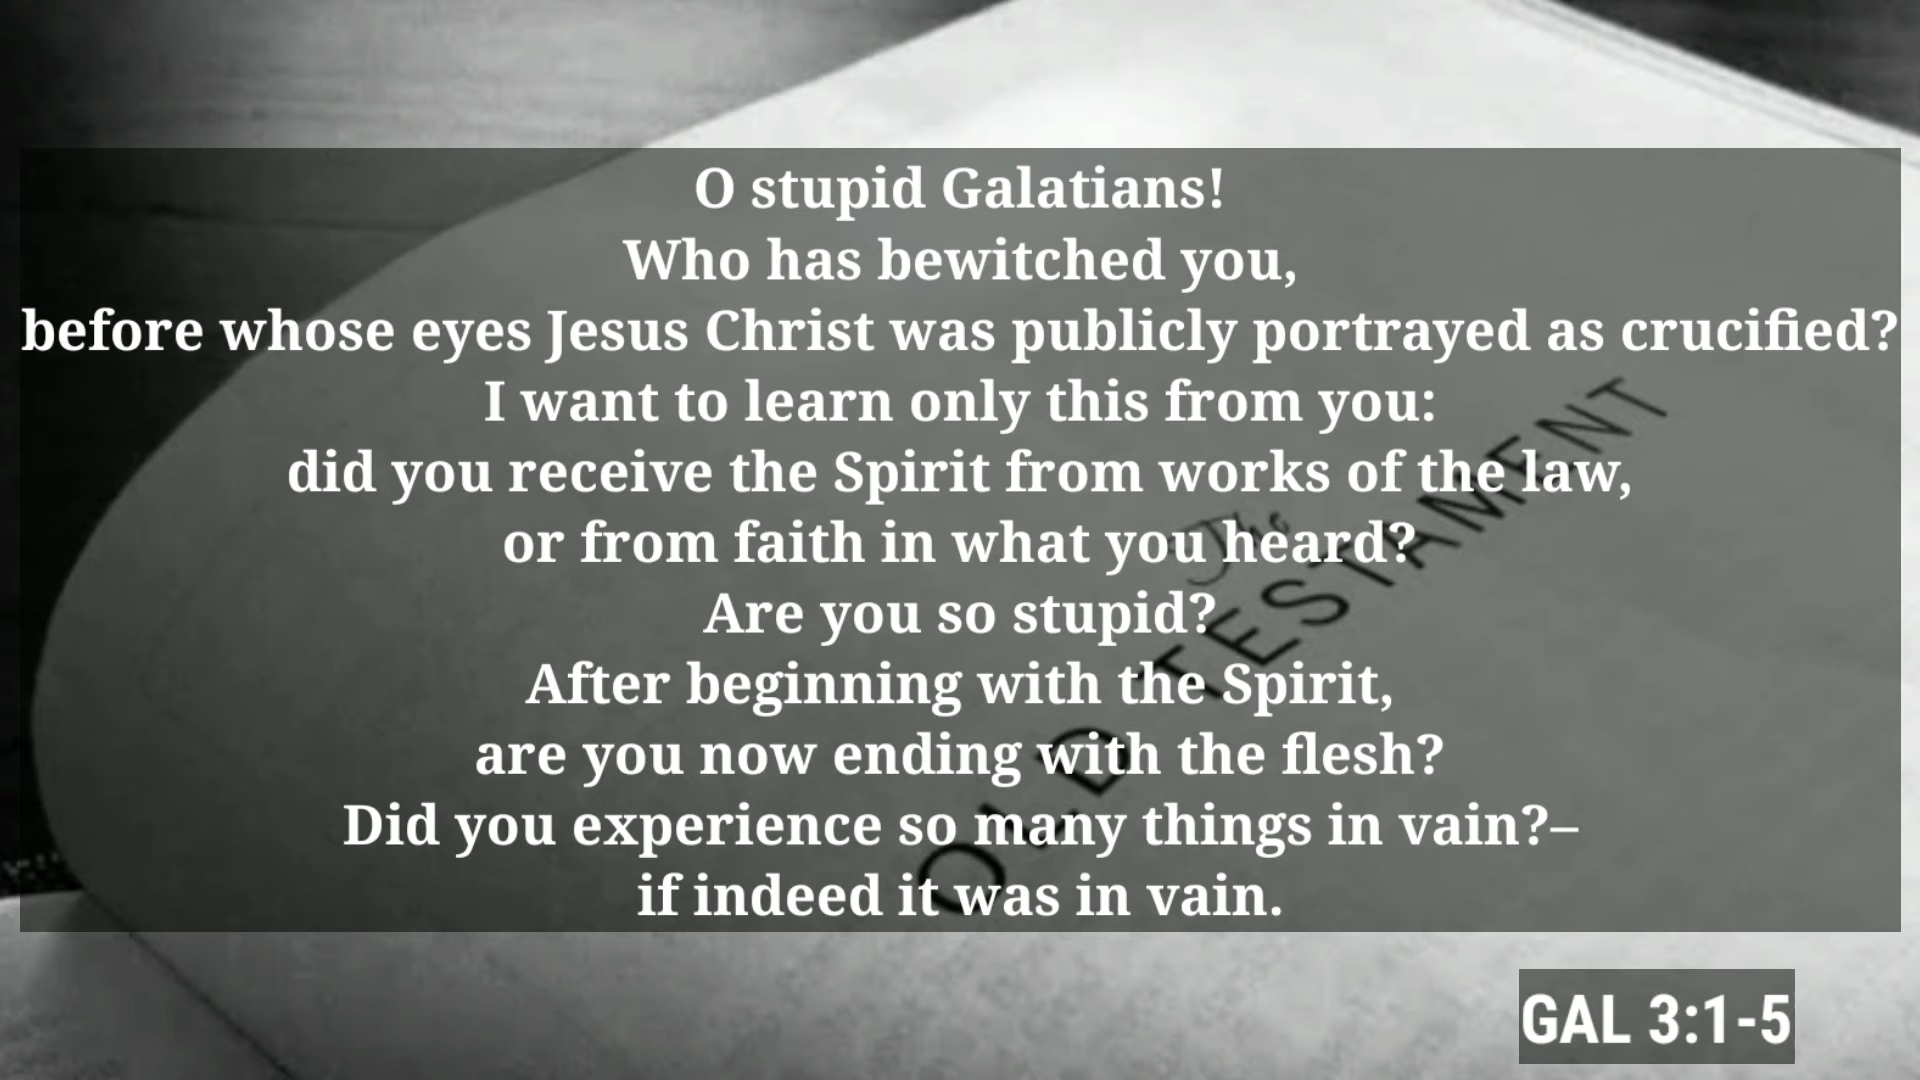 O stupid Galatians!
Who has bewitched you,
before whose eyes Jesus Christ was publicly portrayed as crucified?
I want to learn only this from you:
did you receive the Spirit from works of the law,
or from faith in what you heard?
Are you so stupid?
After beginning with the Spirit,
are you now ending with the flesh?
Did you experience so many things in vain?–
if indeed it was in vain.
The
OLD TESTAMENT
GAL 3:1-5